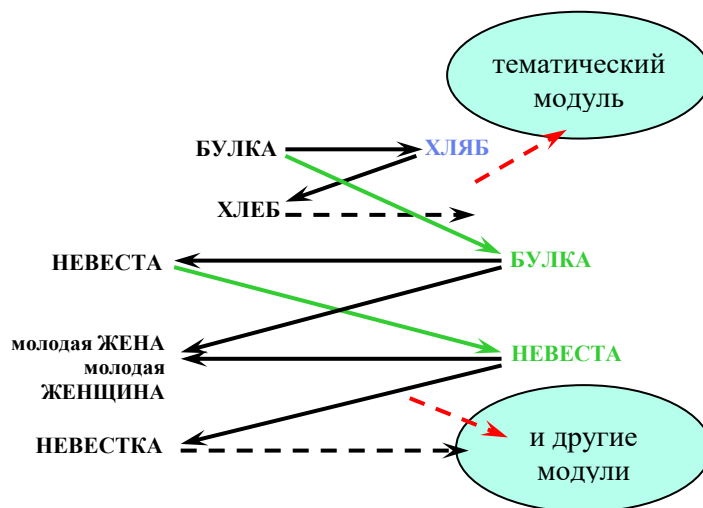 тематический
модуль
БУЛКА ХЛЯБ
ХЛЕБ
НЕВЕСТА БУЛКА
молодая ЖЕНА НЕВЕСТА
молодая
ЖЕНЩИНА
НЕВЕСТКА и другие
модули